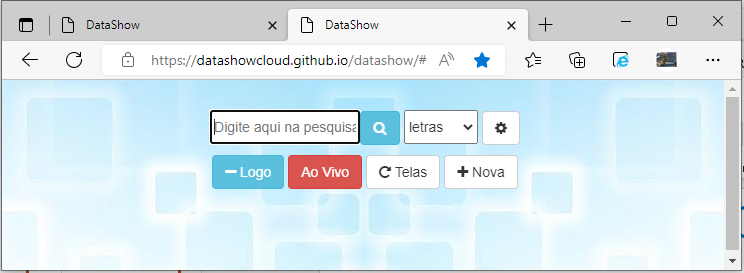 DataShow
DataShow
https://datashowcloud.github.io/datashow/#
Digite aqui na pesquisa
letras
Logo
Ao Vivo
Telas
Nova